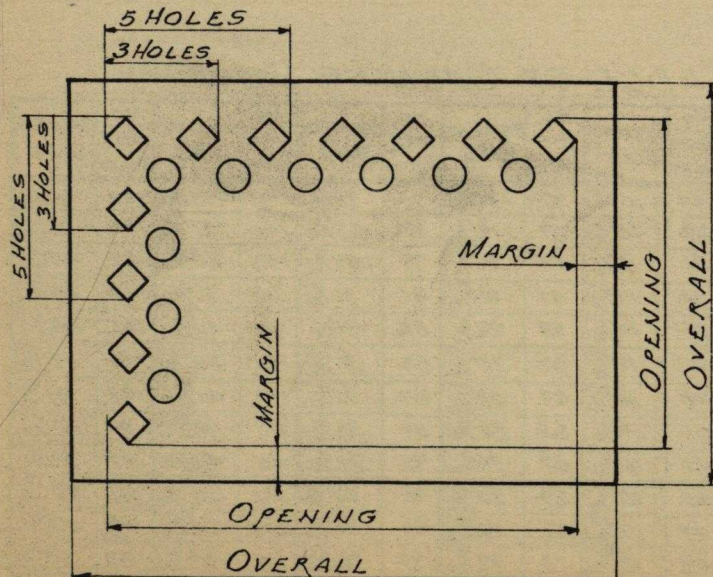 5 HOLES
3 HOLES
5 HOLES
3 HOLES
MARGIN
OPENING
OVERALL
MARGIN
OPENING
OVERALL